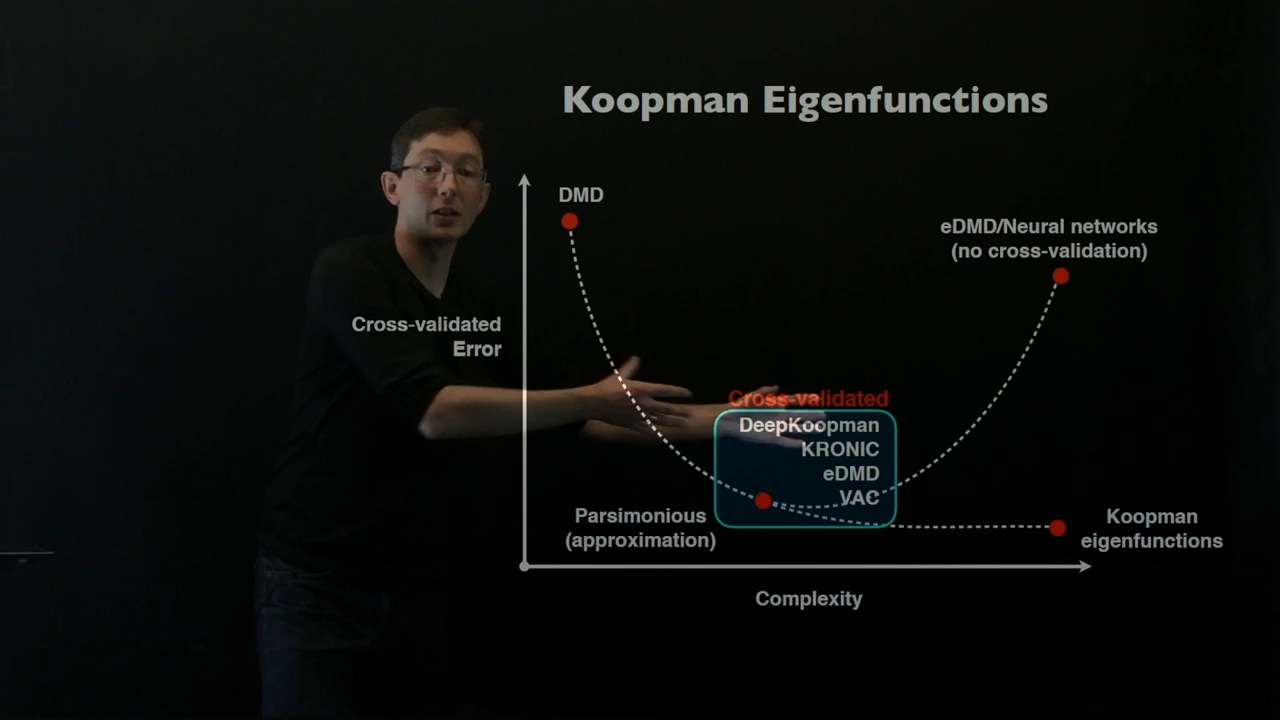 Koopman Eigenfunctions
DMD
eDMD/Neural networks
(no cross-validation)
Cross-validated
Error
Cross-validated
DeepKoopman
KRONIC
eDMD
VAC
Parsimonious
(approximation)
Koopman
eigenfunctions
Complexity